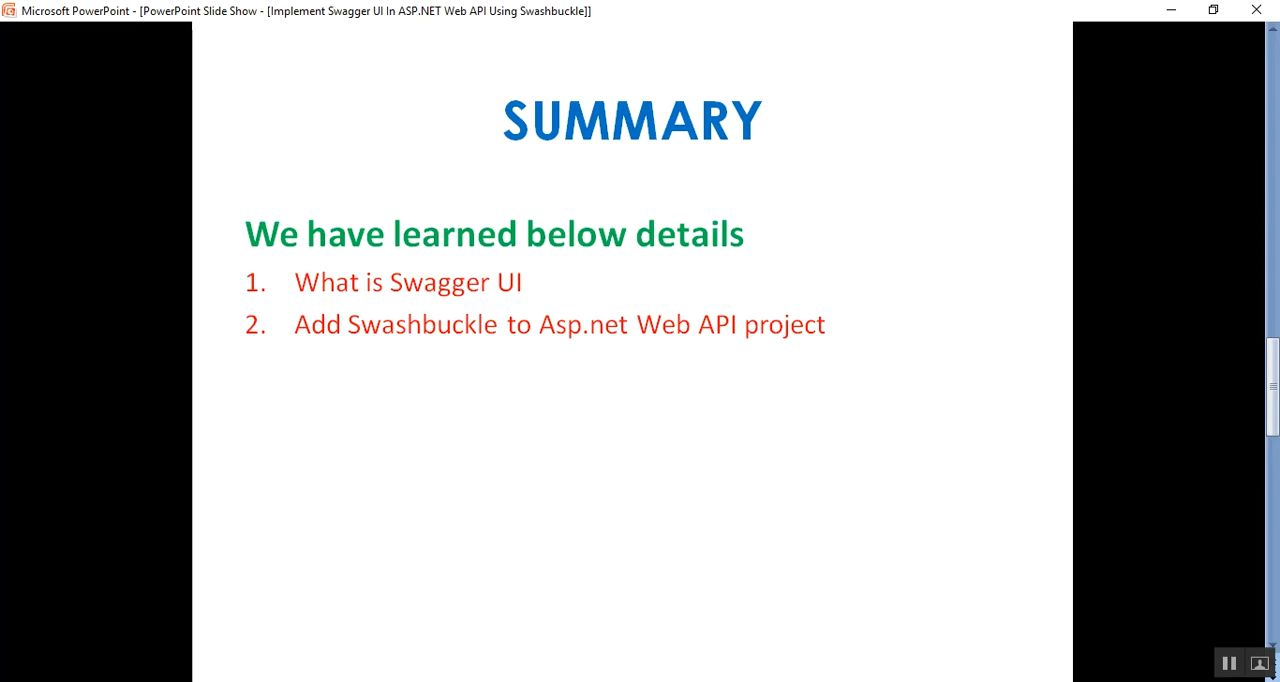 Microsoft PowerPoint - [PowerPoint Slide Show - [Implement Swagger UI In ASP.NET Web API Using Swashbuckle]]
SUMMARY
We have learned below details
1. What is Swagger UI
2. Add Swashbuckle to Asp.net Web API project